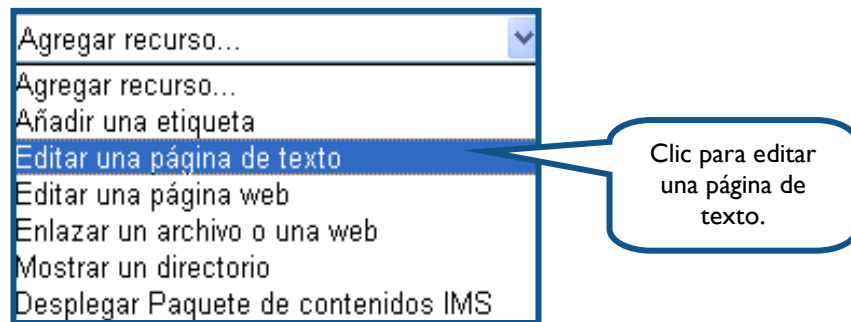 Agregar recurso...
Agregar recurso...
Añadir una etiqueta
Editar una página de texto
Editar una página web
Enlazar un archivo o una web
Mostrar un directorio
Desplegar Paquete de contenidos IMS
Clic para editar
una página de
texto.